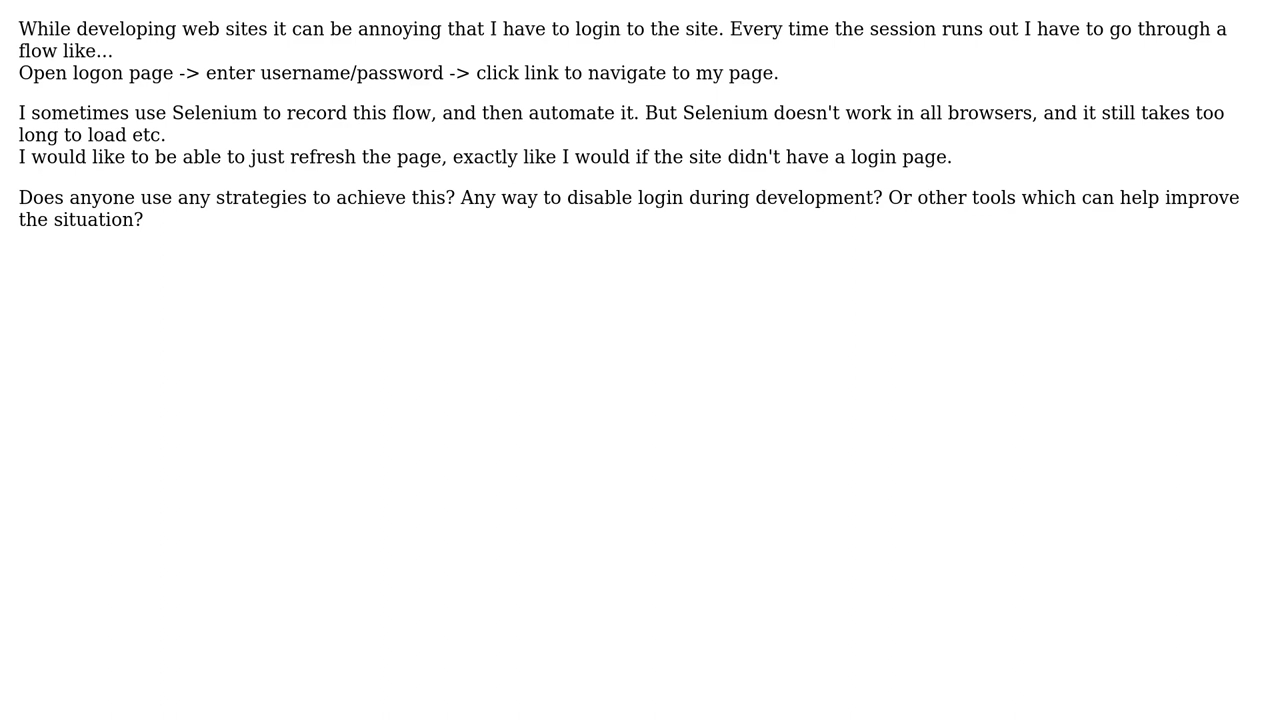 While developing web sites it can be annoying that I have to login to the site. Every time the session runs out I have to go through a
flow like...
Open logon page -> enter username/password -> click link to navigate to my page.
I sometimes use Selenium to record this flow, and then automate it. But Selenium doesn't work in all browsers, and it still takes too
long to load etc.
I would like to be able to just refresh the page, exactly like I would if the site didn't have a login page.
Does anyone use any strategies to achieve this? Any way to disable login during development? Or other tools which can help improve
the situation?